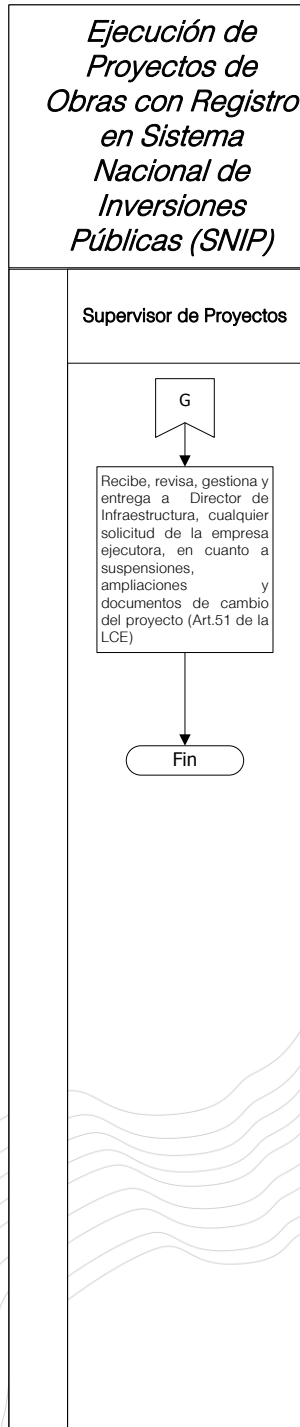 Ejecución de
Proyectos de
Obras con Registro
en Sistema
Nacional de
Inversiones
Públicas (SNIP)
Supervisor de Proyectos
G
Recibe, revisa, gestiona y
entrega a Director de
Infraestructura, cualquier
solicitud de la empresa
ejecutora, en cuanto a
suspensiones,
ampliaciones y
documentos de cambio
del proyecto (Art.51 de la
LCE)
Fin